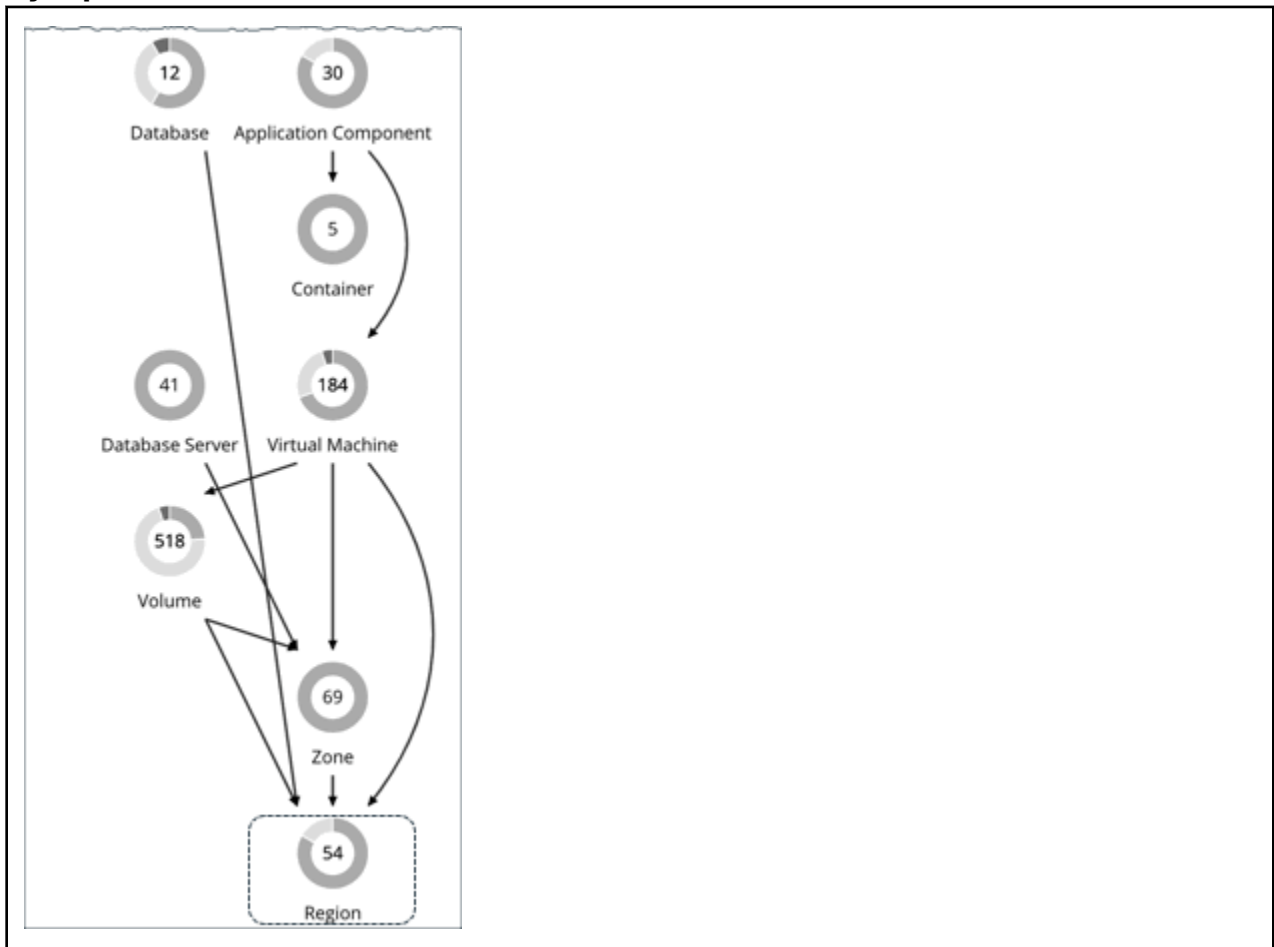 12 30
Database Application Component
5
Container
41 184
Database Server Virtual Machine
518
Volume
69
Zone
54
Region